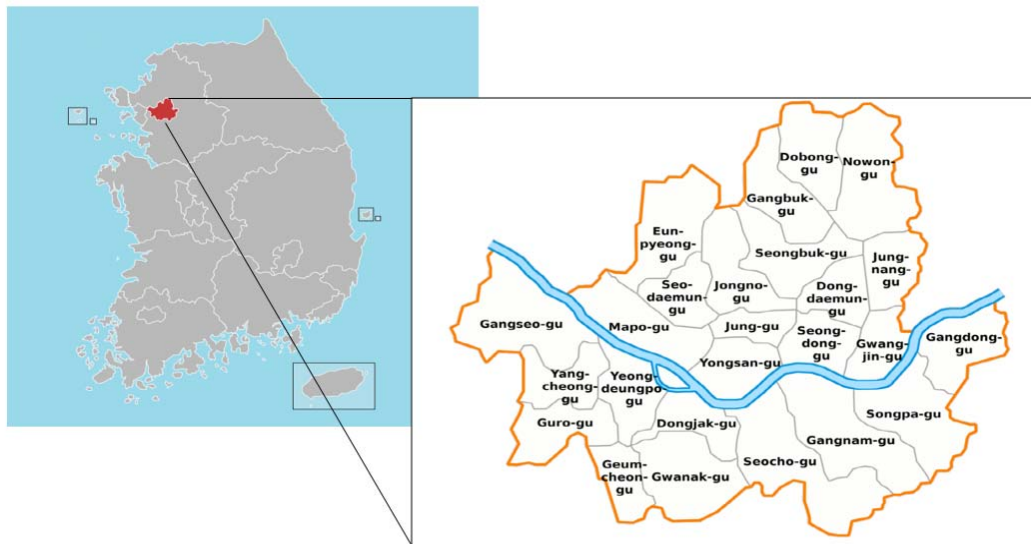 Dobong-
gu
Nowon-
gu
Gangbuk-
gu
Eun-
pyeong-
gu
Seongbuk-gu
Jung-
nang-
gu
Seo-
daemun-
gu
Jongno-
gu
Dong-
daemun-
gu
Gangseo-gu
Mapo-gu
Jung-gu
Seong-
dong-
gu
Gwang-
jin-gu
Gangdong-
gu
Yang-
cheong-
gu
Yeong-
deungpo-
gu
Yongsan-gu
Guro-gu
Dongjak-gu
Songpa-gu
Gangnam-gu
Geum-
cheon-
gu
Gwanak-gu
Seocho-gu